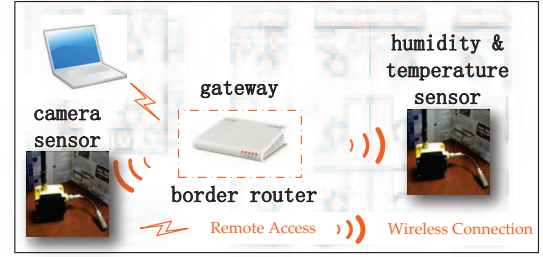 humidity &
temperature
sensor
gateway
camera
sensor
border router
Remote Access
Wireless Connection